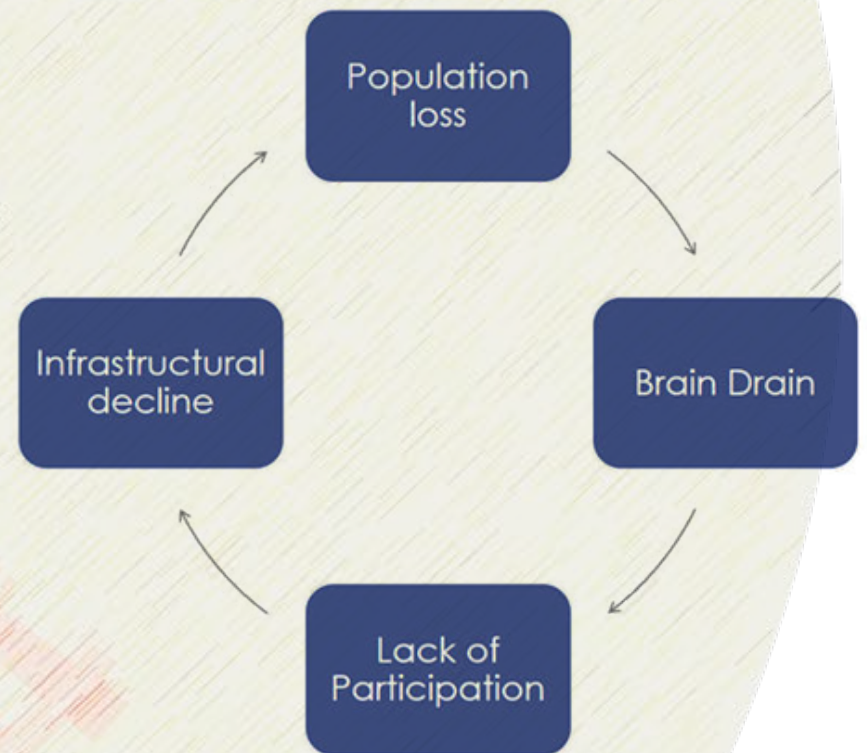 Population
loss
Brain Drain
Lack of
Participation
Infrastructural
decline